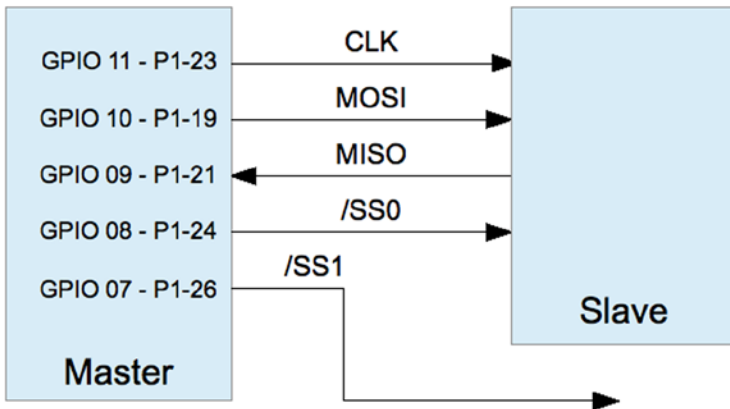 CLK
GPIO 11 - P1-23
MOSI
GPIO 10 - P1-19
MISO
GPIO 09 - P1-21
/SS0
GPIO 08 - P1-24
/SS1
GPIO 07 - P1-26
Slave
Master